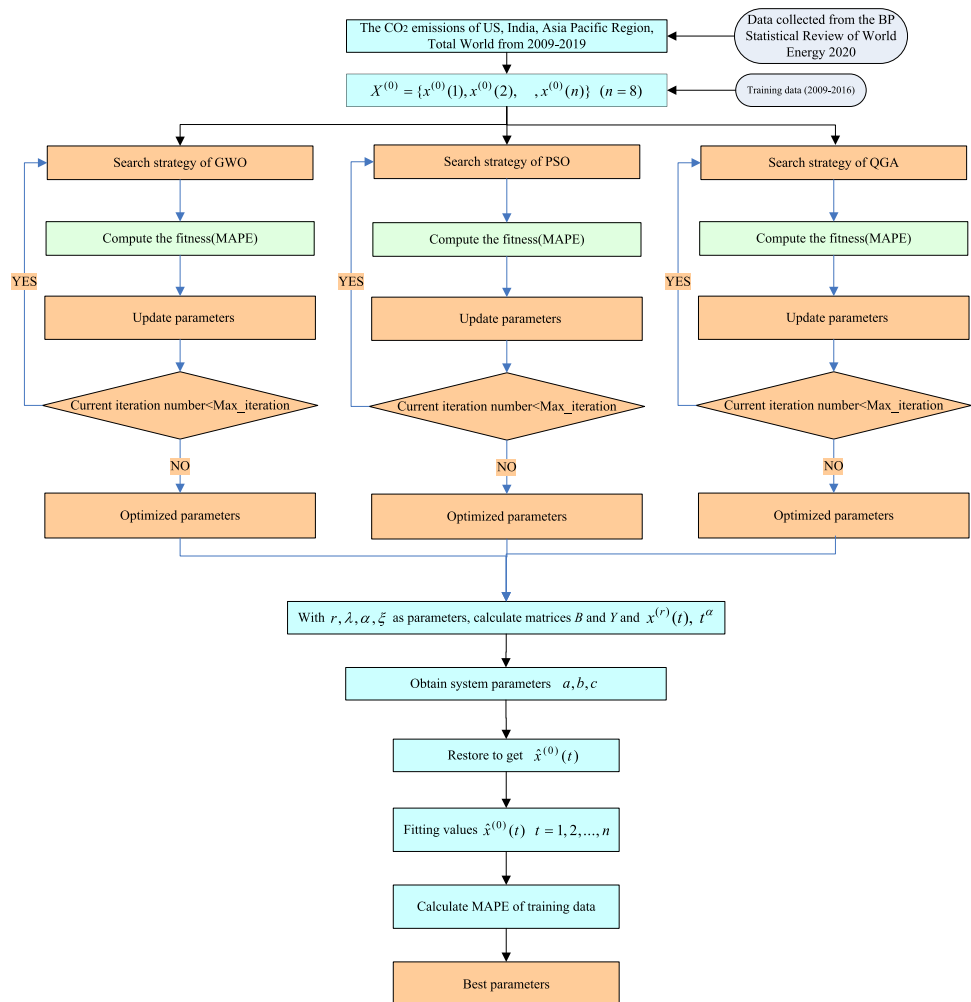 The CO2 emissions of US, India, Asia Pacific Region,
Total World from 2009-2019
Data collected from the BP
Statistical Review of World
Energy 2020
X^{(0)} = {x^{(0)}(1), x^{(0)}(2), , x^{(0)}(n)} (n = 8)
Training data (2009-2016)
Search strategy of GWO
Search strategy of PSO
Search strategy of QGA
Compute the fitness(MAPE)
Compute the fitness(MAPE)
Compute the fitness(MAPE)
YES
YES
YES
Update parameters
Update parameters
Update parameters
Current iteration number<Max_iteration
Current iteration number<Max_iteration
Current iteration number<Max_iteration
NO
NO
NO
Optimized parameters
Optimized parameters
Optimized parameters
With r, λ, α, ξ as parameters, calculate matrices B and Y and x^{(r)}(t), t^α
Obtain system parameters a, b, c
Restore to get x̂^{(0)}(t)
Fitting values x̂^{(0)}(t) t = 1, 2, ..., n
Calculate MAPE of training data
Best parameters